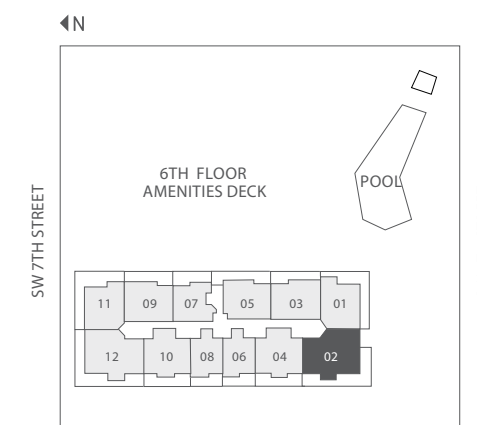 N
6TH FLOOR
AMENITIES DECK
POOL
SW 7TH STREET
11 09 07 05 03 01
12 10 08 06 04 02